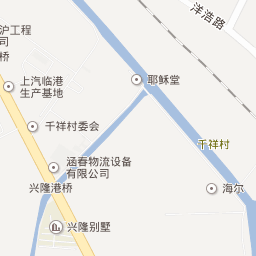 洋浩路
沪工程
司
桥
上汽临港
生产基地
耶稣堂
千祥村委会
千祥村
涵春物流设备
有限公司
兴隆港桥
海尔
兴隆别墅